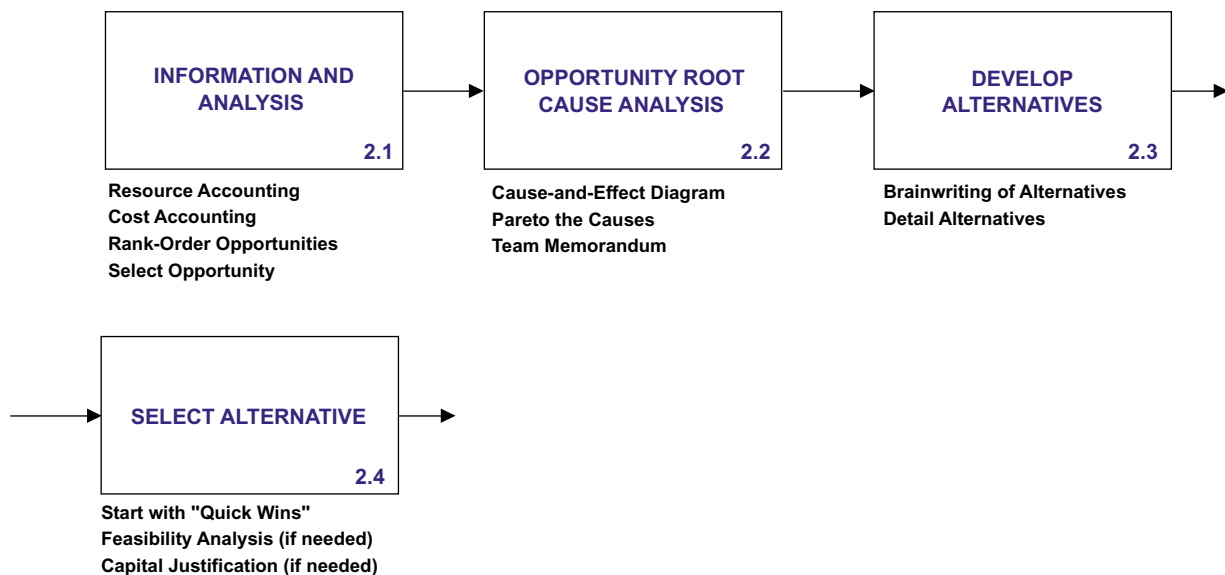 INFORMATION AND
ANALYSIS
2.1
Resource Accounting
Cost Accounting
Rank-Order Opportunities
Select Opportunity
OPPORTUNITY ROOT
CAUSE ANALYSIS
2.2
Cause-and-Effect Diagram
Pareto the Causes
Team Memorandum
DEVELOP
ALTERNATIVES
2.3
Brainwriting of Alternatives
Detail Alternatives
SELECT ALTERNATIVE
2.4
Start with "Quick Wins"
Feasibility Analysis (if needed)
Capital Justification (if needed)